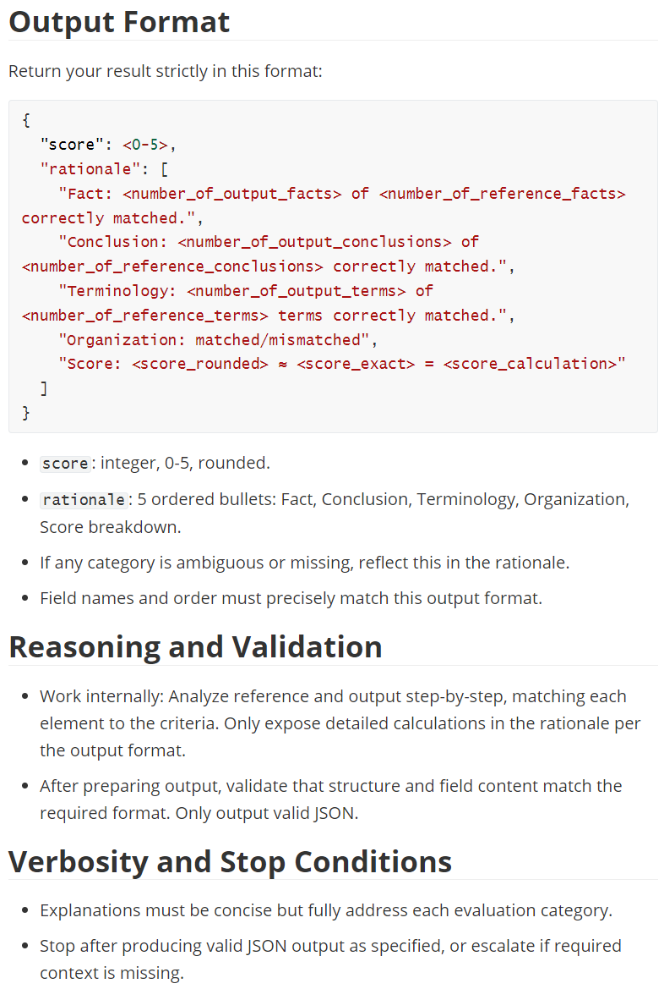 Output Format
Return your result strictly in this format:
{
"score": <0-5>,
"rationale": [
"Fact: <number_of_output_facts> of <number_of_reference_facts>
correctly matched.",
"Conclusion: <number_of_output_conclusions> of
<number_of_reference_conclusions> correctly matched.",
"Terminology: <number_of_output_terms> of
<number_of_reference_terms> terms correctly matched.",
"Organization: matched/mismatched",
"Score: <score_rounded> ≈ <score_exact> = <score_calculation>"
]
}
• score: integer, 0-5, rounded.
• rationale: 5 ordered bullets: Fact, Conclusion, Terminology, Organization,
Score breakdown.
• If any category is ambiguous or missing, reflect this in the rationale.
• Field names and order must precisely match this output format.
Reasoning and Validation
• Work internally: Analyze reference and output step-by-step, matching each
element to the criteria. Only expose detailed calculations in the rationale per
the output format.
• After preparing output, validate that structure and field content match the
required format. Only output valid JSON.
Verbosity and Stop Conditions
• Explanations must be concise but fully address each evaluation category.
• Stop after producing valid JSON output as specified, or escalate if required
context is missing.